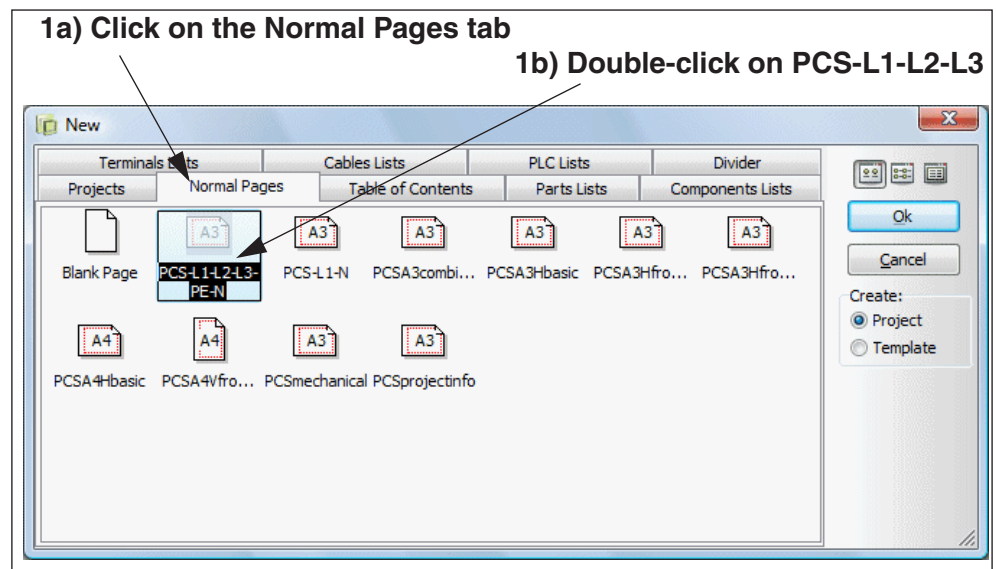 1a) Click on the Normal Pages tab
1b) Double-click on PCS-L1-L2-L3
New
Terminals Lists Cables Lists PLC Lists Divider
Projects Normal Pages Table of Contents Parts Lists Components Lists
A3 A3 A3 A3 A3 A3
Blank Page PCS-L1-L2-L3- PCS-L1-N PCSA3combi... PCSA3Hbasic PCSA3Hfro... PCSA3Hfro...
PE-N
A4 A4 A3 A3
PCSA4Hbasic PCSA4Vfro... PCSmechanical PCSprojectinfo
Ok
Cancel
Create:
Project
Template